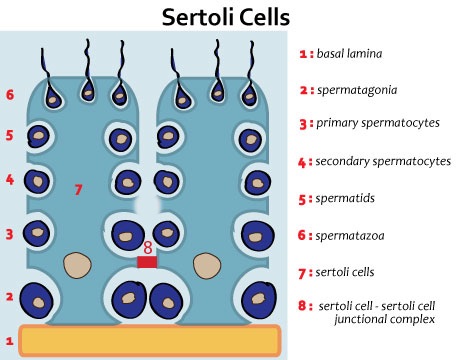 Sertoli Cells
1 : basal lamina
2 : spermatagonia
3 : primary spermatocytes
4 : secondary spermatocytes
5 : spermatids
6 : spermatazoa
7 : sertoli cells
8 : sertoli cell - sertoli cell
junctional complex
6
5
4
7
3
8
2
1